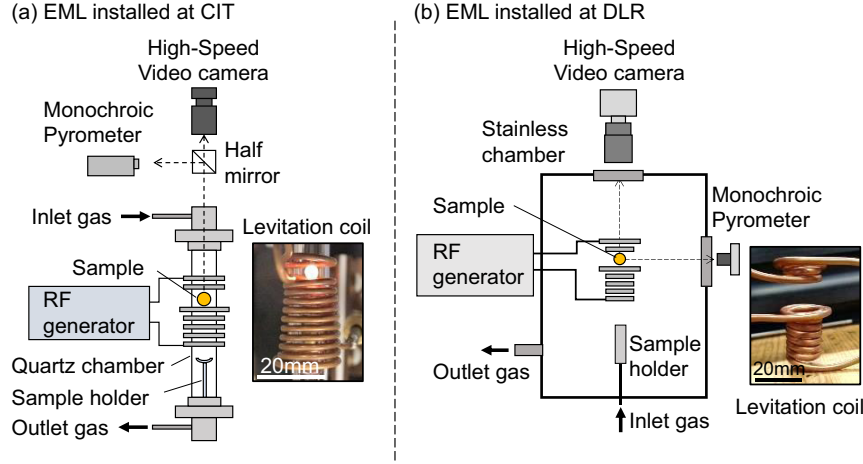 (a) EML installed at CIT
High-Speed
Video camera
Monochroic
Pyrometer
Half
mirror
Inlet gas
Levitation coil
Sample
RF
generator
Quartz chamber
20mm
Sample holder
Outlet gas
(b) EML installed at DLR
High-Speed
Video camera
Stainless
chamber
Monochroic
Pyrometer
Sample
RF
generator
Sample
holder
20mm
Outlet gas
Levitation coil
Inlet gas